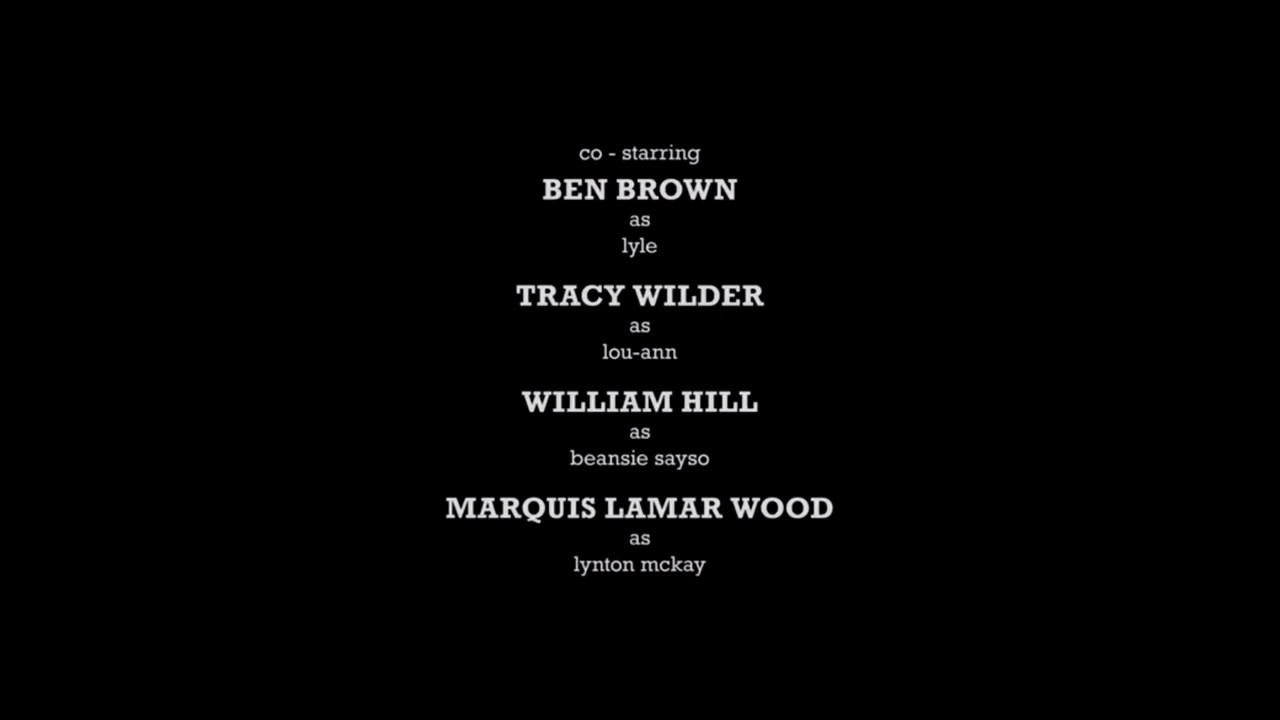 co - starring
BEN BROWN
as
lyle
TRACY WILDER
as
lou-ann
WILLIAM HILL
as
beansie sayso
MARQUIS LAMAR WOOD
as
lynton mckay